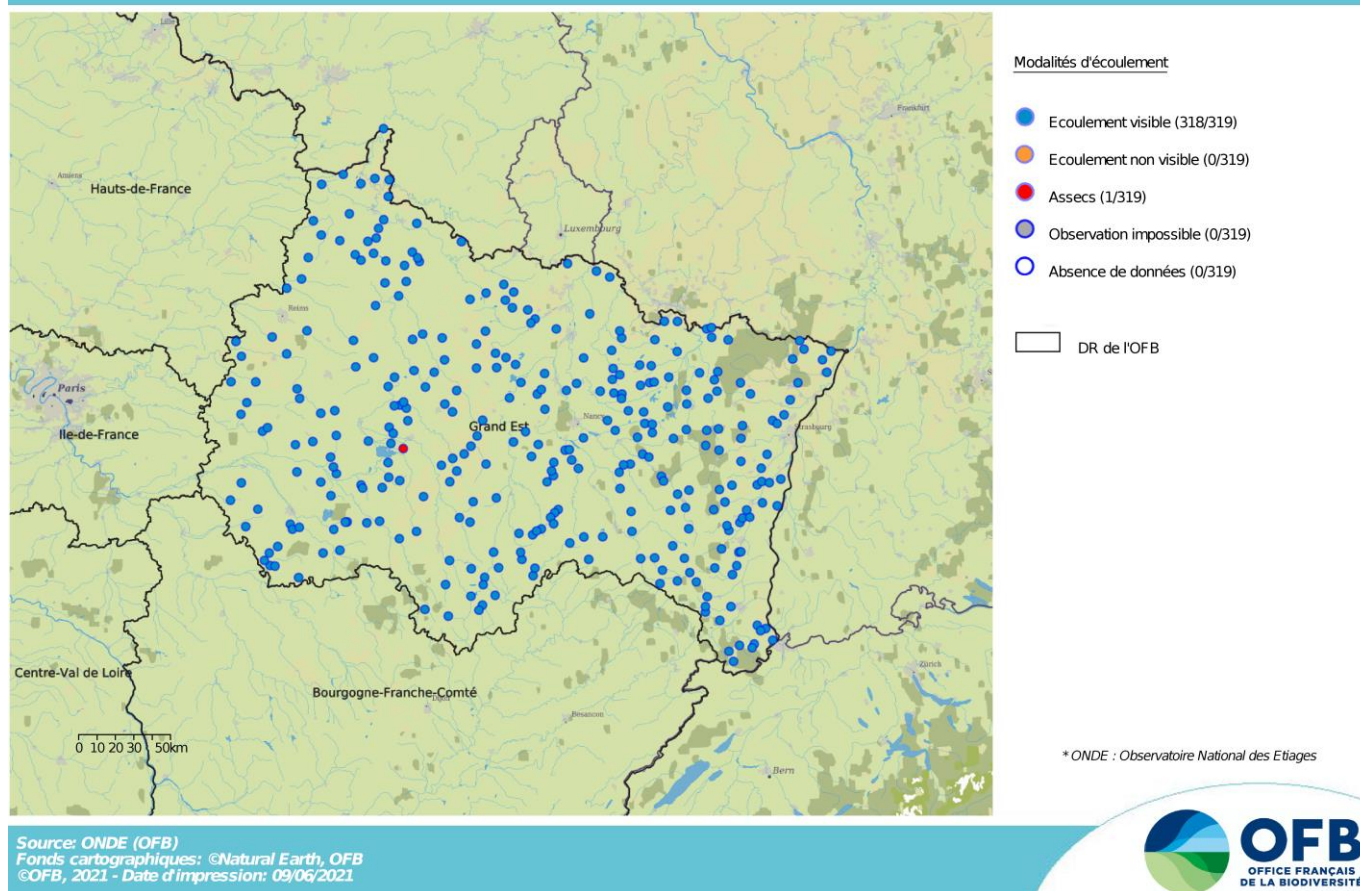 Lille
Frankfurt
Amiens
Hauts-de-France
Luxembourg
Reims
Paris
Ile-de-France
Grand Est
Nancy
Strasbourg
Centre-Val de Loire
Bourgogne-Franche-Comté
Dijon
Besancon
Zürich
Bern
0 10 20 30 50km
Modalités d'écoulement
Ecoulement visible (318/319)
Ecoulement non visible (0/319)
Assecs (1/319)
Observation impossible (0/319)
Absence de données (0/319)
DR de l'OFB
* ONDE : Observatoire National des Etiages
Source: ONDE (OFB)
Fonds cartographiques: ©Natural Earth, OFB
©OFB, 2021 - Date d'impression: 09/06/2021
OFB
OFFICE FRANÇAIS
DE LA BIODIVERSITÉ